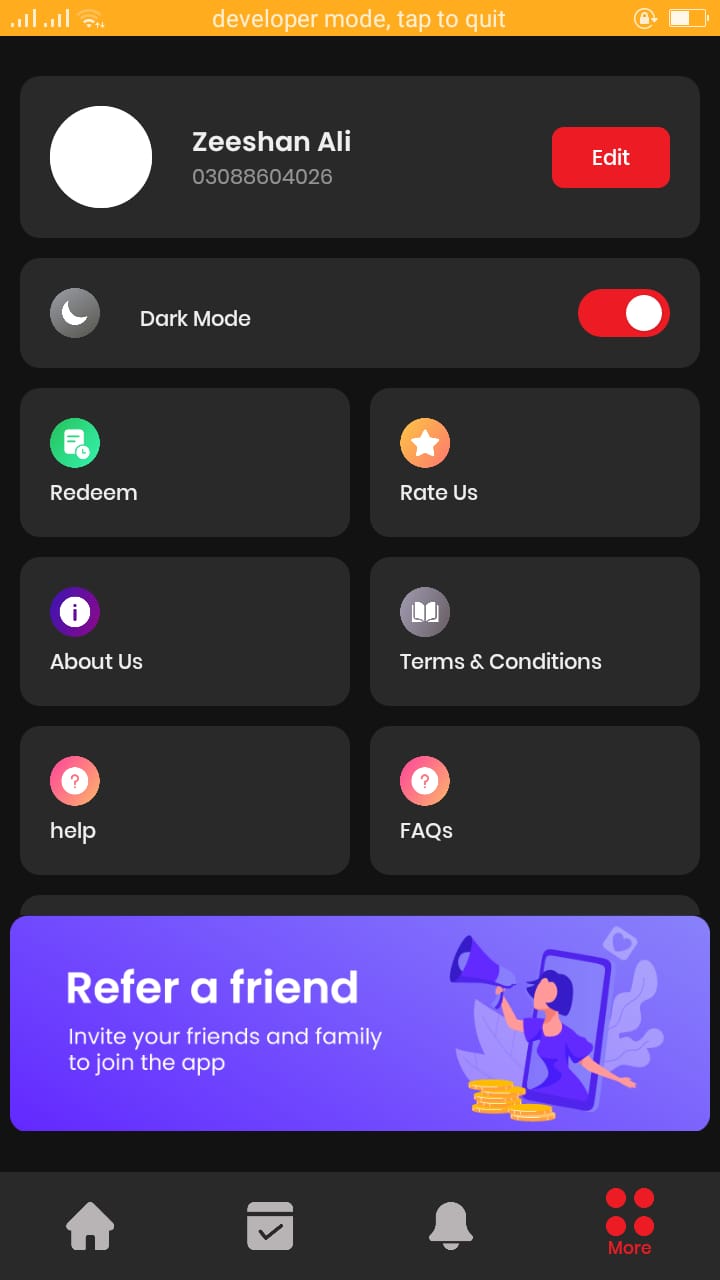 developer mode, tap to quit
Zeeshan Ali
03088604026
Edit
Dark Mode
Redeem
Rate Us
About Us
Terms & Conditions
help
FAQs
Refer a friend
Invite your friends and family
to join the app
More